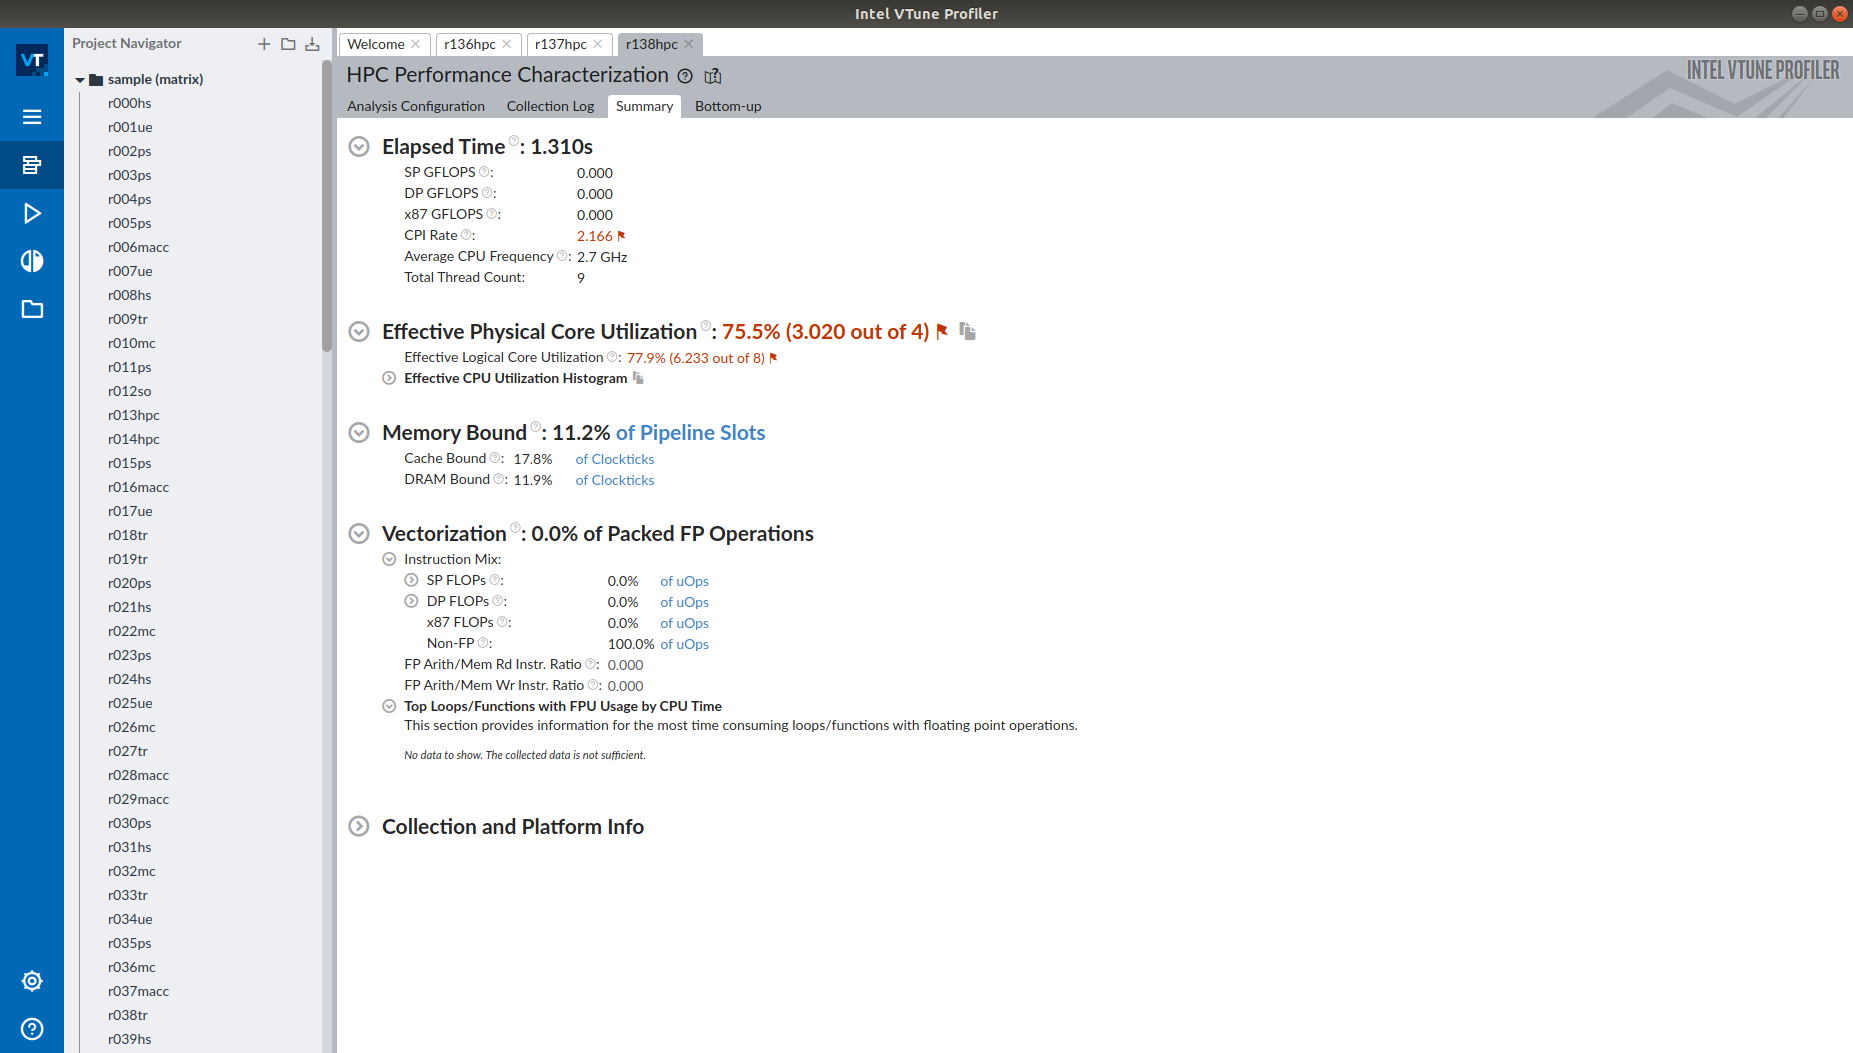 Intel VTune Profiler
VT
Project Navigator
sample (matrix)
r000hs
r001ue
r002ps
r003ps
r004ps
r005ps
r006macc
r007ue
r008hs
r009tr
r010mc
r011ps
r012so
r013hpc
r014hpc
r015ps
r016macc
r017ue
r018tr
r019tr
r020ps
r021hs
r022mc
r023ps
r024hs
r025ue
r026mc
r027tr
r028macc
r029macc
r030ps
r031hs
r032mc
r033tr
r034ue
r035ps
r036mc
r037macc
r038tr
r039hs
Welcome r136hpc r137hpc r138hpc
HPC Performance Characterization
INTEL VTUNE PROFILER
Analysis Configuration Collection Log Summary Bottom-up
Elapsed Time: 1.310s
SP GFLOPS: 0.000
DP GFLOPS: 0.000
x87 GFLOPS: 0.000
CPI Rate: 2.166
Average CPU Frequency: 2.7 GHz
Total Thread Count: 9
Effective Physical Core Utilization: 75.5% (3.020 out of 4)
Effective Logical Core Utilization: 77.9% (6.233 out of 8)
Effective CPU Utilization Histogram
Memory Bound: 11.2% of Pipeline Slots
Cache Bound: 17.8% of Clockticks
DRAM Bound: 11.9% of Clockticks
Vectorization: 0.0% of Packed FP Operations
Instruction Mix:
SP FLOPs: 0.0% of uOps
DP FLOPs: 0.0% of uOps
x87 FLOPs: 0.0% of uOps
Non-FP: 100.0% of uOps
FP Arith/Mem Rd Instr. Ratio: 0.000
FP Arith/Mem Wr Instr. Ratio: 0.000
Top Loops/Functions with FPU Usage by CPU Time
This section provides information for the most time consuming loops/functions with floating point operations.
No data to show. The collected data is not sufficient.
Collection and Platform Info